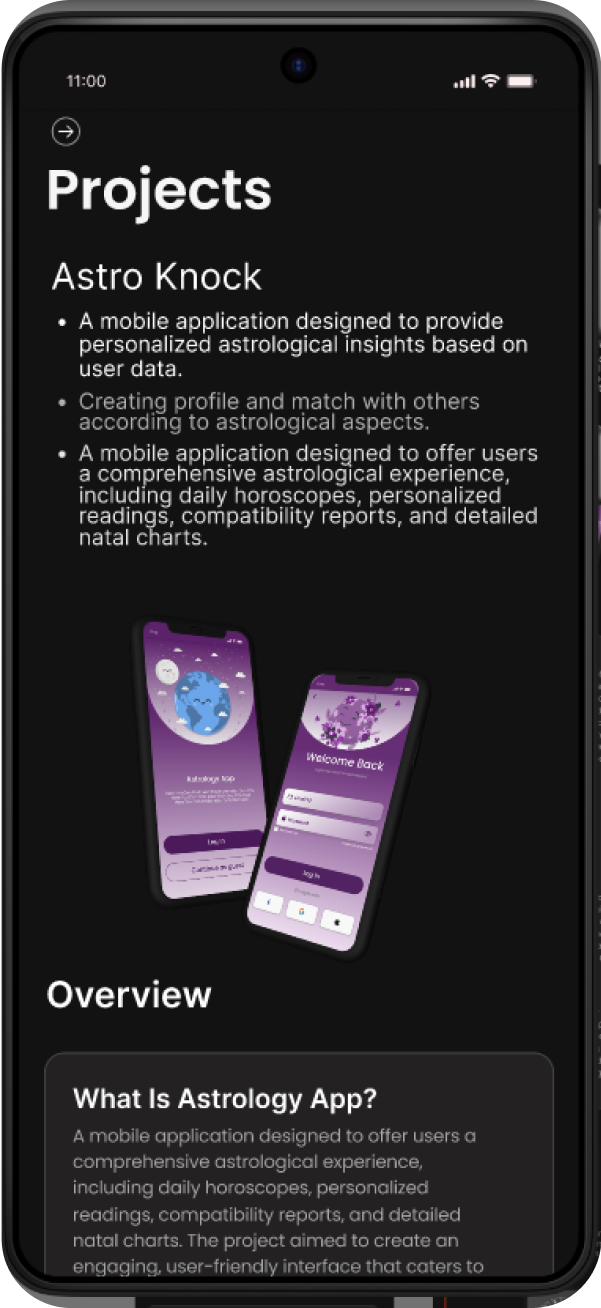 11:00
Projects
Astro Knock
• A mobile application designed to provide
personalized astrological insights based on
user data.
• Creating profile and match with others
according to astrological aspects.
• A mobile application designed to offer users
a comprehensive astrological experience,
including daily horoscopes, personalized
readings, compatibility reports, and detailed
natal charts.
Astrology App
Log in
Continue as guest
Welcome Back
Log in
Overview
What Is Astrology App?
A mobile application designed to offer users a
comprehensive astrological experience,
including daily horoscopes, personalized
readings, compatibility reports, and detailed
natal charts. The project aimed to create an
engaging, user-friendly interface that caters to